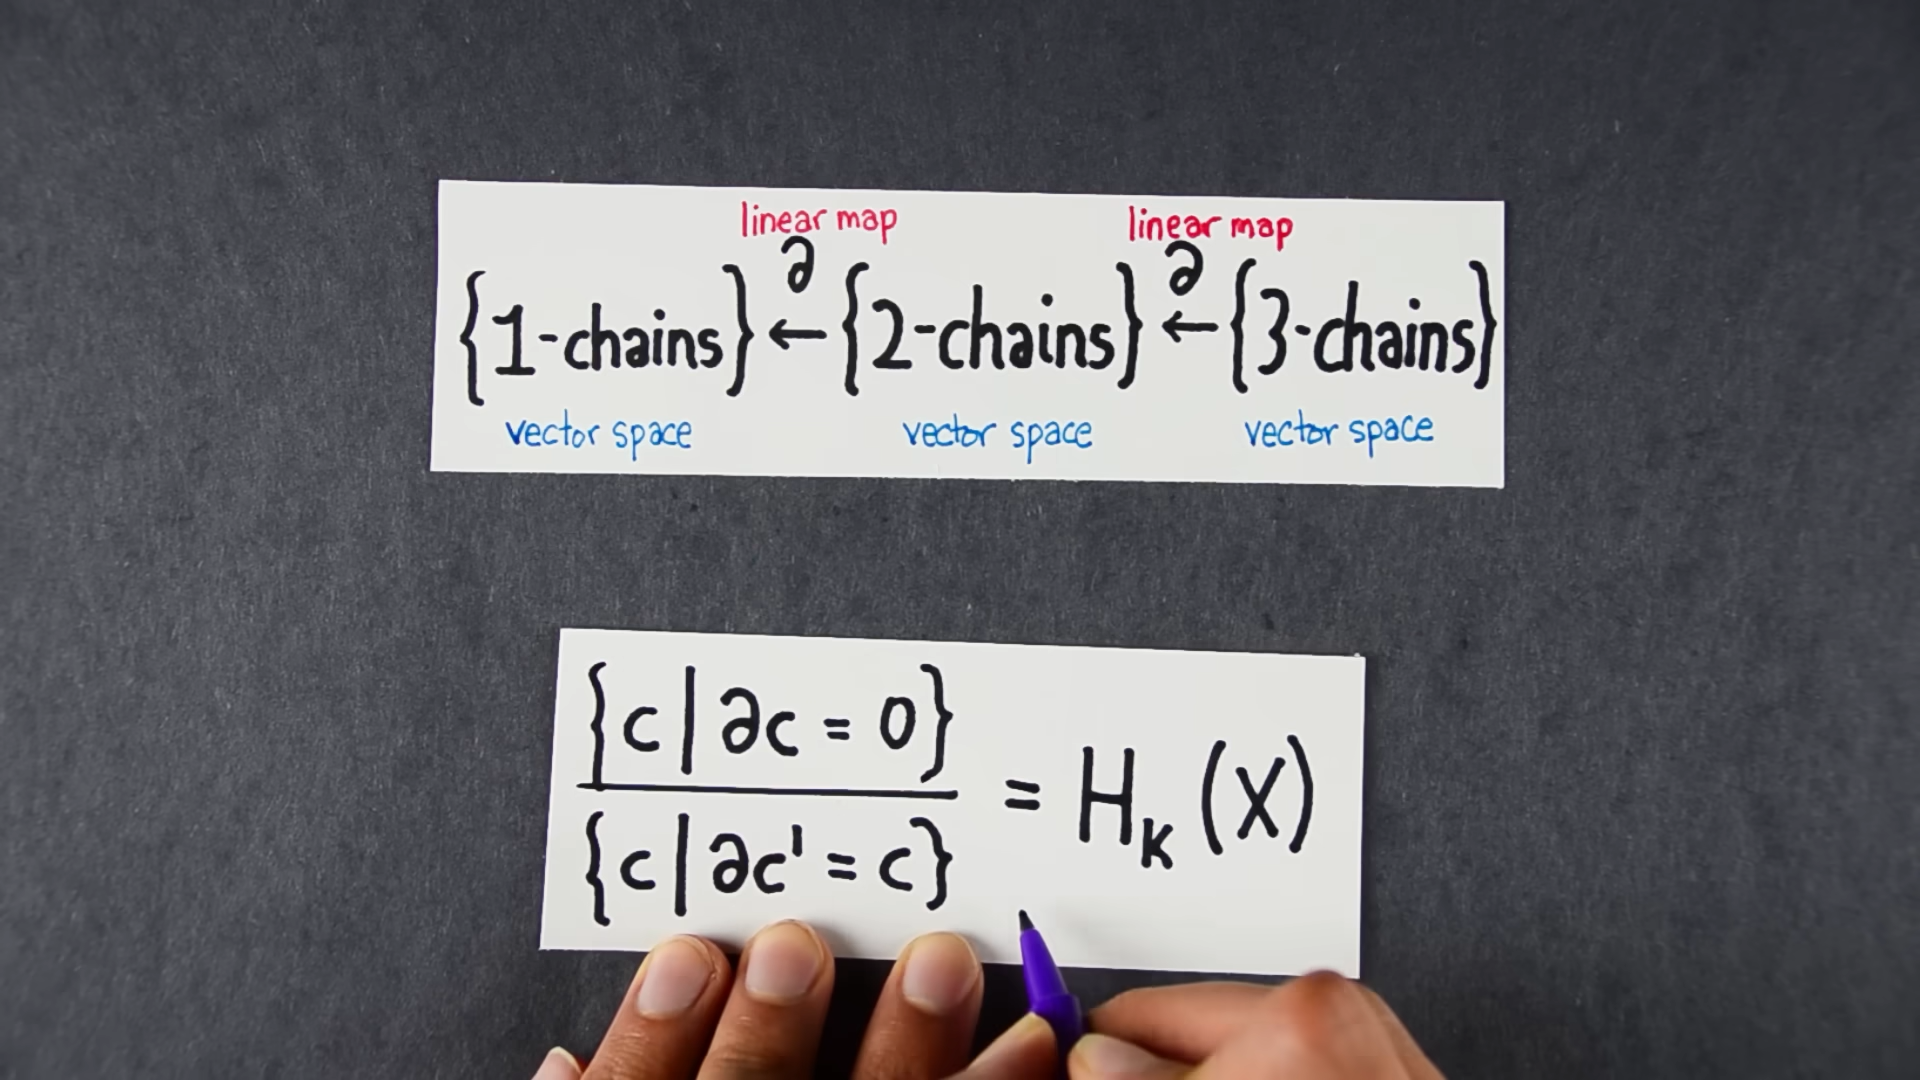 linear map linear map
∂ ∂
{1-chains} ← {2-chains} ← {3-chains}
vector space vector space vector space
{c | ∂c = 0}
= H_K (X)
{c | ∂c' = c}